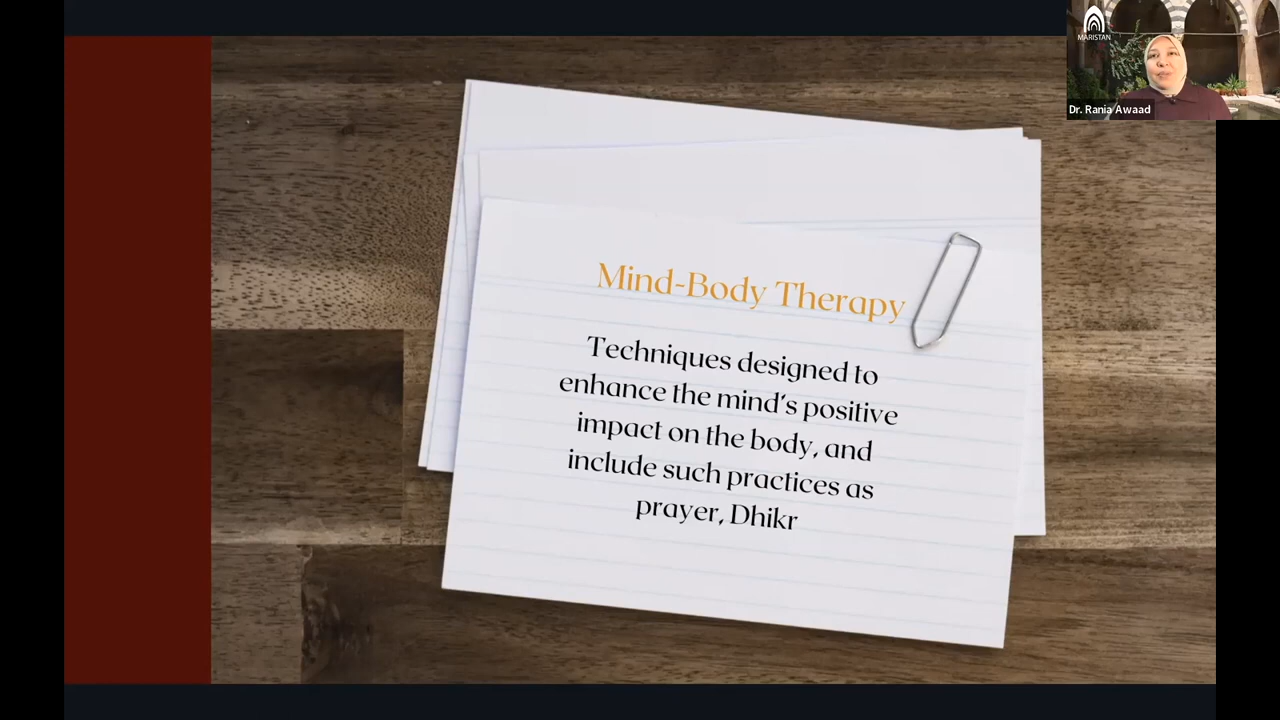 MARISTAN
Dr. Rania Awaad
Mind-Body Therapy
Techniques designed to
enhance the mind's positive
impact on the body, and
include such practices as
prayer, Dhikr